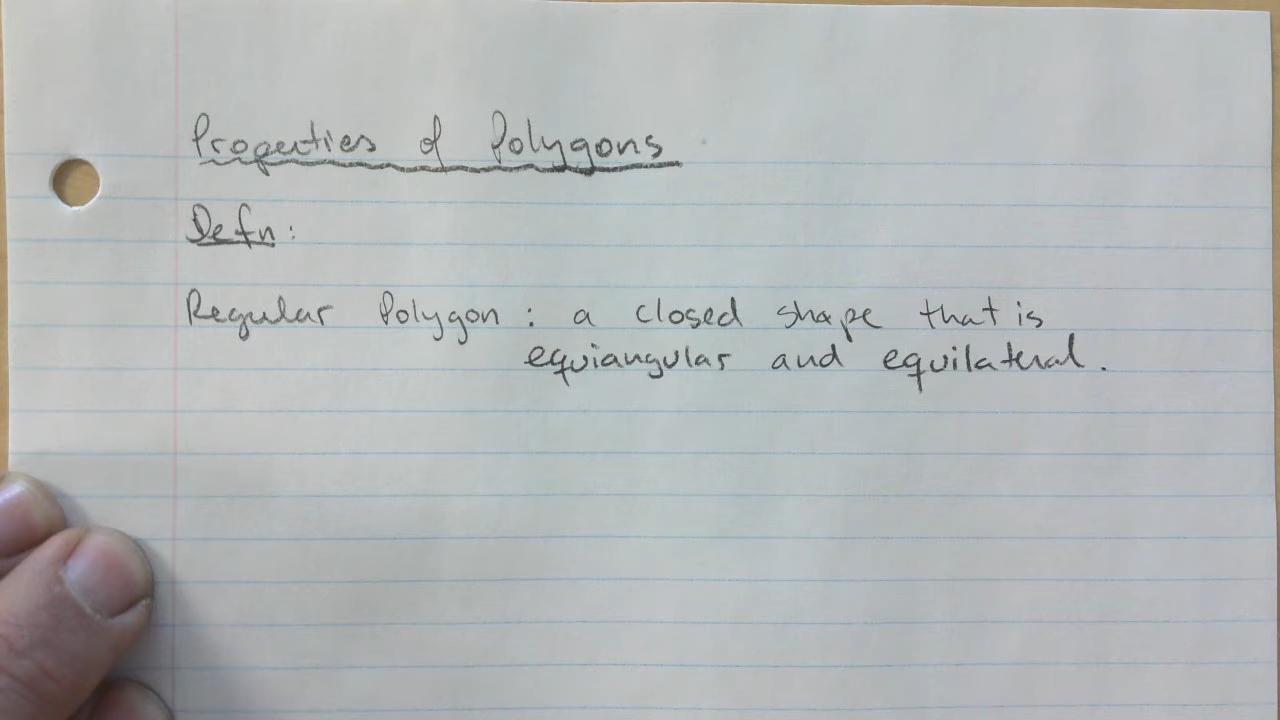 Properties of Polygons
Defn:
Regular Polygon : a closed shape that is
equiangular and equilateral.